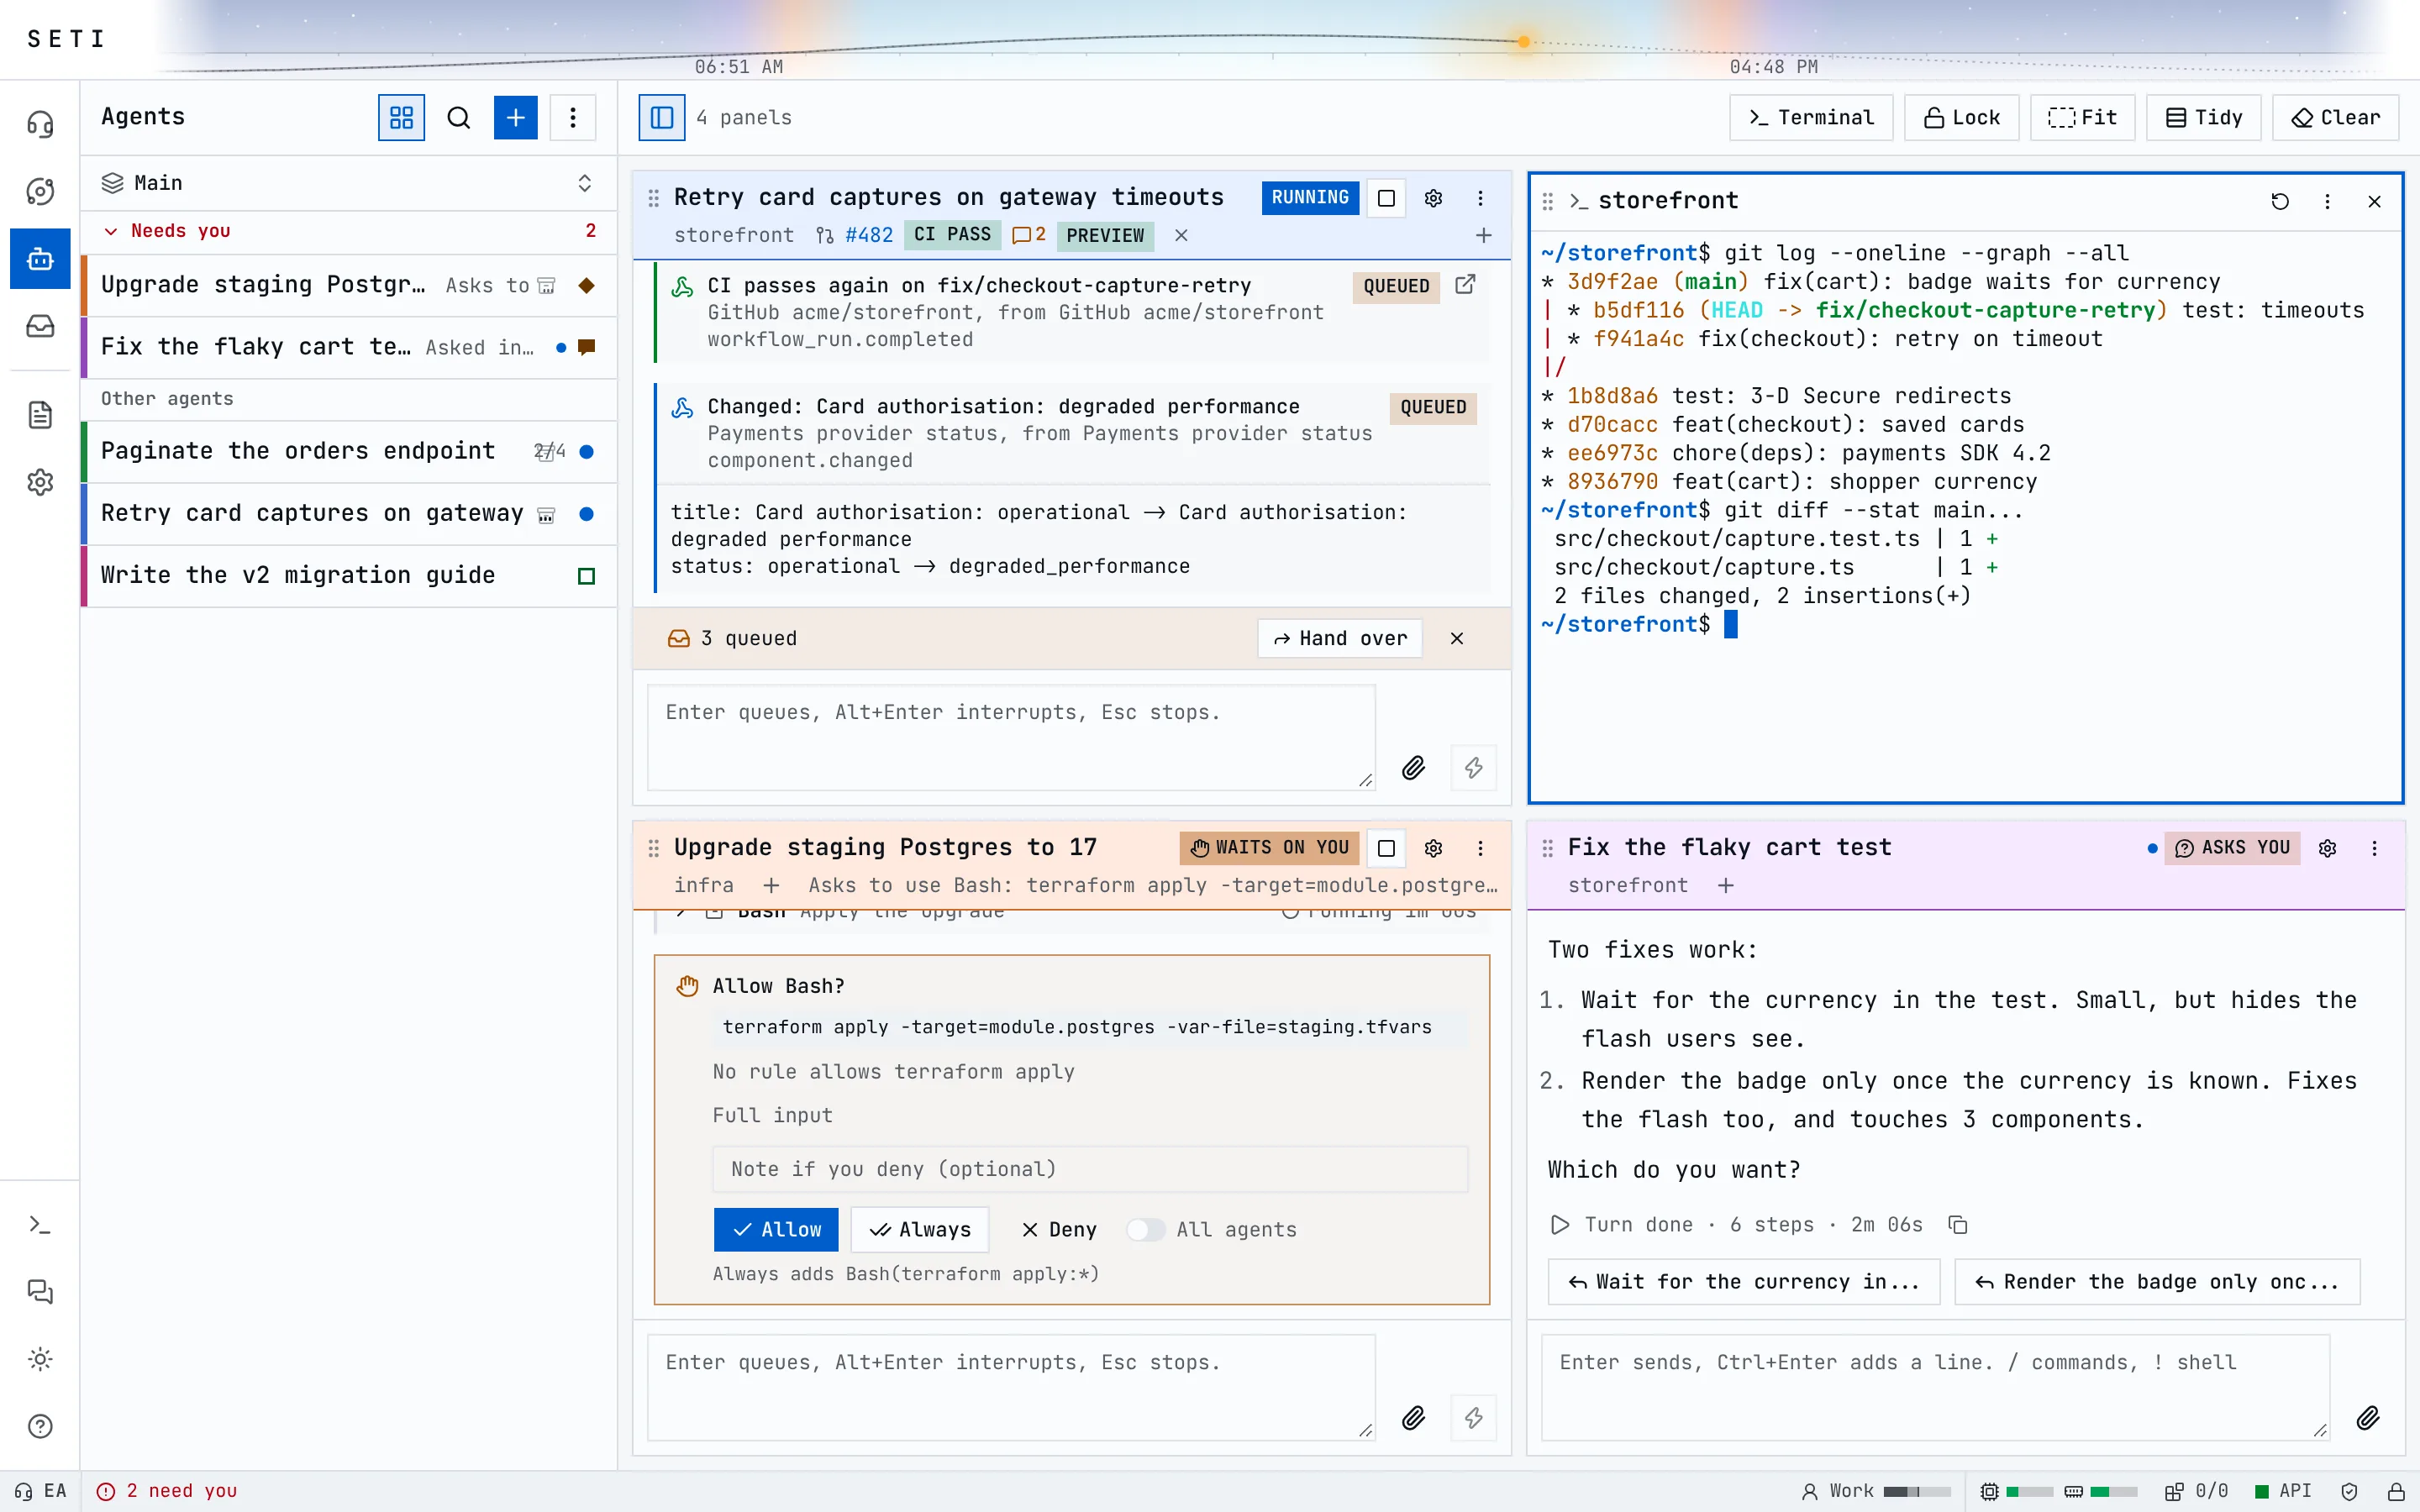 SETI
06:51 AM
04:48 PM
Agents
4 panels
Terminal
Lock
Fit
Tidy
Clear
Main
Needs you
2
Upgrade staging Postgr… Asks to
Fix the flaky cart te… Asked in…
Other agents
Paginate the orders endpoint 2/4
Retry card captures on gateway
Write the v2 migration guide
Retry card captures on gateway timeouts
RUNNING
storefront #482 CI PASS 2 PREVIEW
CI passes again on fix/checkout-capture-retry
QUEUED
GitHub acme/storefront, from GitHub acme/storefront
workflow_run.completed
Changed: Card authorisation: degraded performance
QUEUED
Payments provider status, from Payments provider status
component.changed
title: Card authorisation: operational → Card authorisation:
degraded performance
status: operational → degraded_performance
3 queued
Hand over
Enter queues, Alt+Enter interrupts, Esc stops.
storefront
~/storefront$ git log --oneline --graph --all
* 3d9f2ae (main) fix(cart): badge waits for currency
| * b5df116 (HEAD -> fix/checkout-capture-retry) test: timeouts
| * f941a4c fix(checkout): retry on timeout
|/
* 1b8d8a6 test: 3-D Secure redirects
* d70cacc feat(checkout): saved cards
* ee6973c chore(deps): payments SDK 4.2
* 8936790 feat(cart): shopper currency
~/storefront$ git diff --stat main...
src/checkout/capture.test.ts | 1 +
src/checkout/capture.ts | 1 +
2 files changed, 2 insertions(+)
~/storefront$
Upgrade staging Postgres to 17
WAITS ON YOU
infra + Asks to use Bash: terraform apply -target=module.postgre…
Bash Apply the upgrade
Allow Bash?
terraform apply -target=module.postgres -var-file=staging.tfvars
No rule allows terraform apply
Full input
Note if you deny (optional)
Allow
Always
Deny
All agents
Always adds Bash(terraform apply:*)
Enter queues, Alt+Enter interrupts, Esc stops.
Fix the flaky cart test
ASKS YOU
storefront
Two fixes work:
1. Wait for the currency in the test. Small, but hides the
flash users see.
2. Render the badge only once the currency is known. Fixes
the flash too, and touches 3 components.
Which do you want?
Turn done · 6 steps · 2m 06s
Wait for the currency in...
Render the badge only onc...
Enter sends, Ctrl+Enter adds a line. / commands, ! shell
EA
2 need you
Work
0/0
API